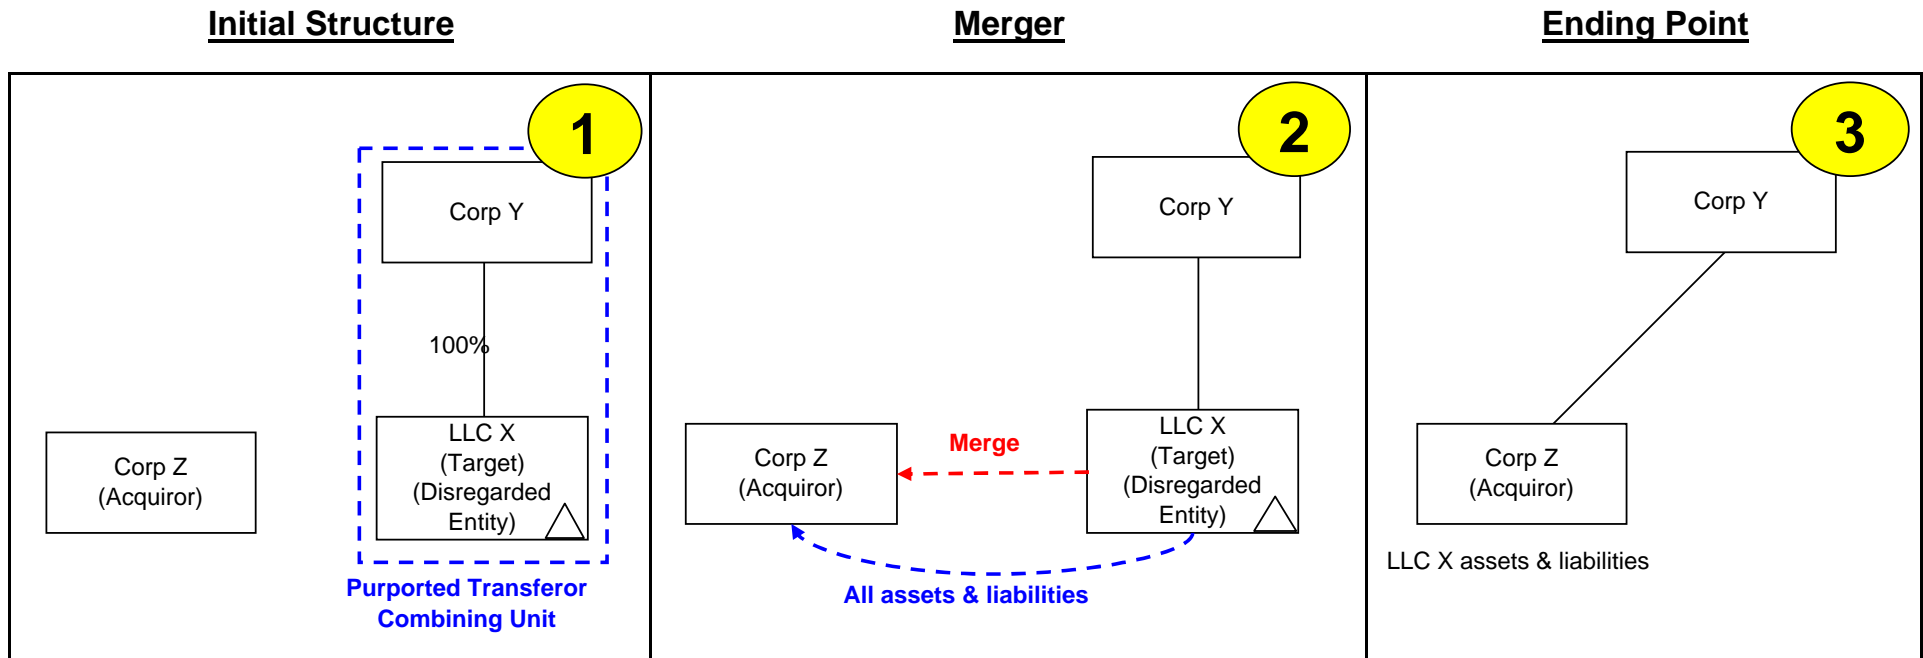 Initial Structure
Merger
Ending Point
1
Corp Y
100%
Corp Z
(Acquiror)
LLC X
(Target)
(Disregarded
Entity)
Purported Transferor
Combining Unit
2
Corp Y
Merge
Corp Z
(Acquiror)
LLC X
(Target)
(Disregarded
Entity)
All assets & liabilities
3
Corp Y
Corp Z
(Acquiror)
LLC X assets & liabilities